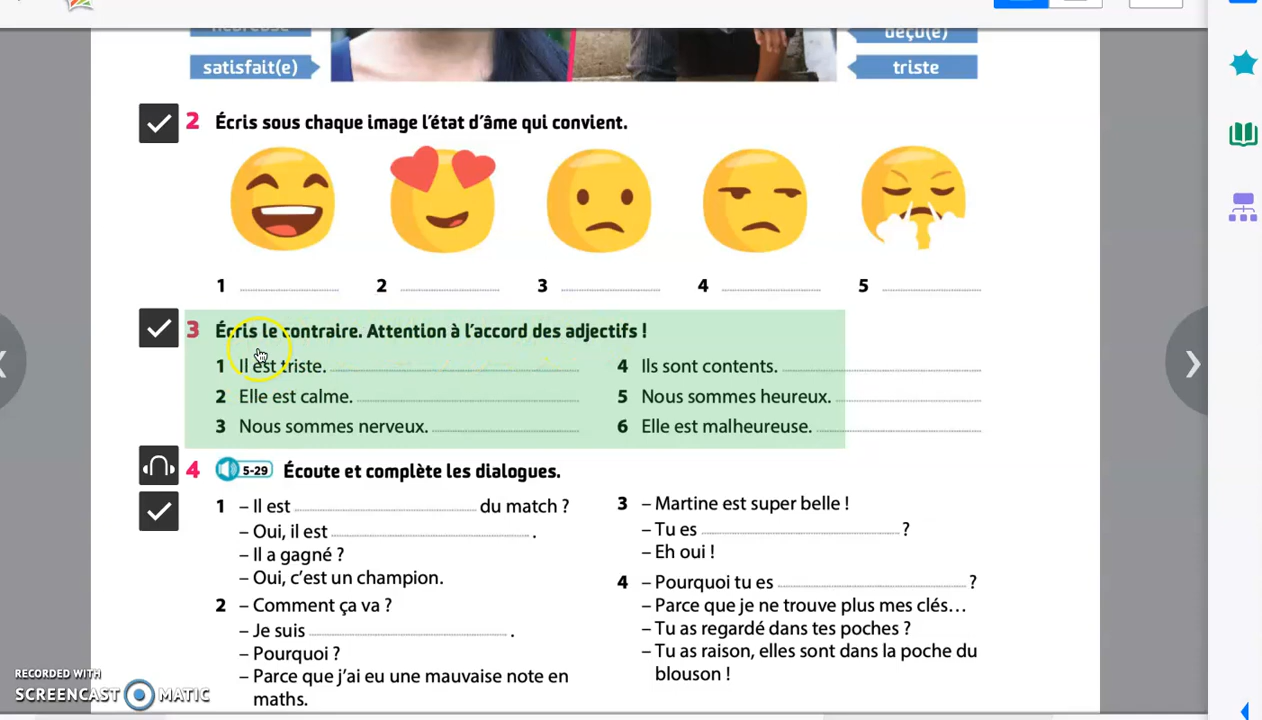 heureuse
satisfait(e)
déçu(e)
triste
2 Écris sous chaque image l'état d'âme qui convient.
1
2
3
4
5
3 Écris le contraire. Attention à l'accord des adjectifs !
1 Il est triste.
2 Elle est calme.
3 Nous sommes nerveux.
4 Ils sont contents.
5 Nous sommes heureux.
6 Elle est malheureuse.
4 5-29 Écoute et complète les dialogues.
1 – Il est du match ?
– Oui, il est .
– Il a gagné ?
– Oui, c'est un champion.
2 – Comment ça va ?
– Je suis .
– Pourquoi ?
– Parce que j'ai eu une mauvaise note en
maths.
3 – Martine est super belle !
– Tu es ?
– Eh oui !
4 – Pourquoi tu es ?
– Parce que je ne trouve plus mes clés…
– Tu as regardé dans tes poches ?
– Tu as raison, elles sont dans la poche du
blouson !
RECORDED WITH
SCREENCAST MATIC